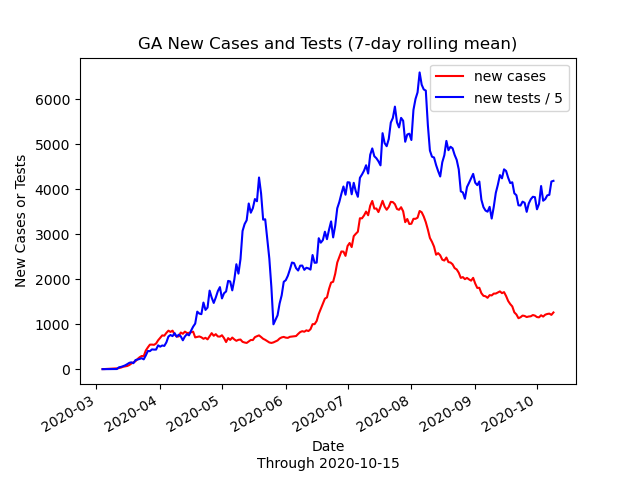 GA New Cases and Tests (7-day rolling mean)
new cases
new tests / 5
6000
5000
4000
3000
2000
1000
0
New Cases or Tests
2020-03
2020-04
2020-05
2020-06
2020-07
2020-08
2020-09
2020-10
Date
Through 2020-10-15